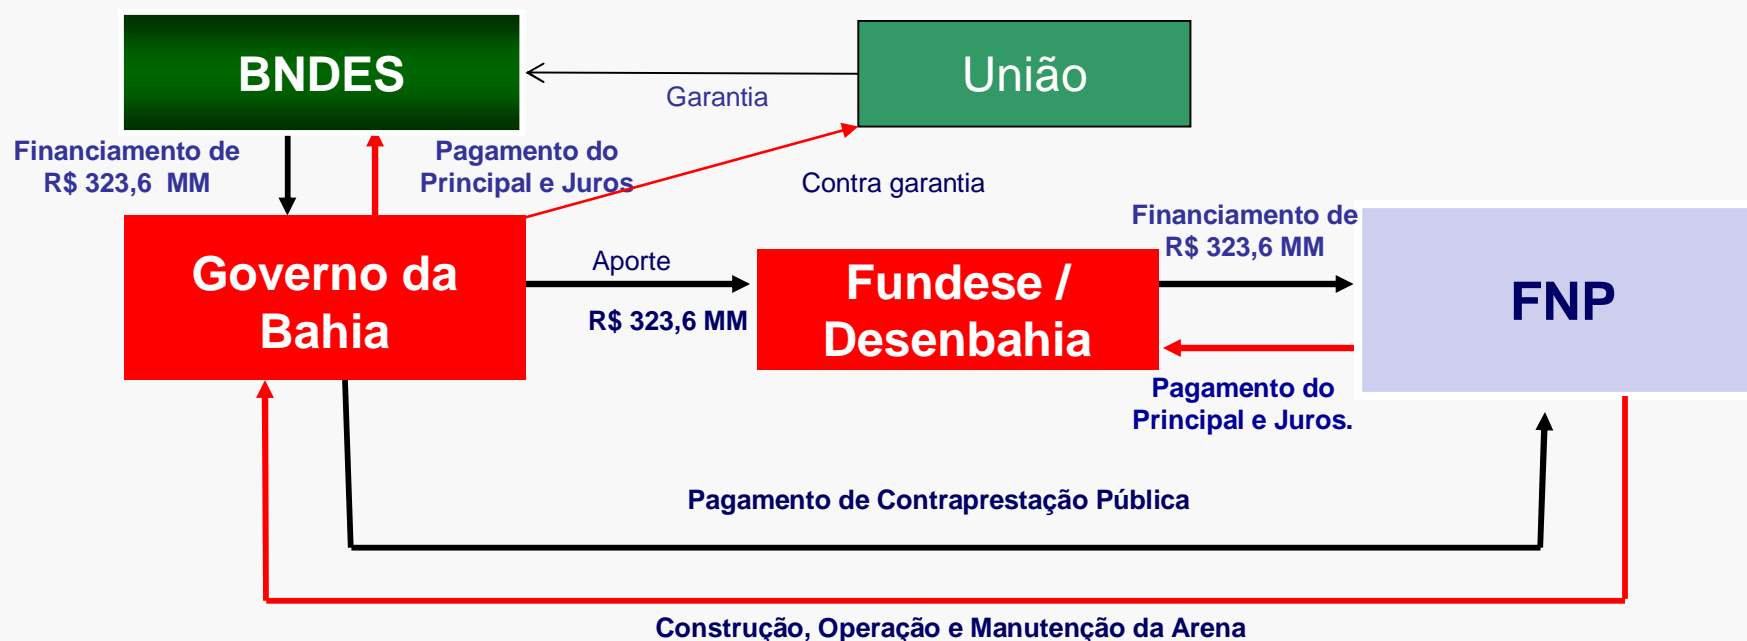 BNDES
União
Garantia
Financiamento de
R$ 323,6 MM
Pagamento do
Principal e Juros
Contra garantia
Financiamento de
R$ 323,6 MM
Governo da
Bahia
Aporte
R$ 323,6 MM
Fundese /
Desenbahia
FNP
Pagamento do
Principal e Juros.
Pagamento de Contraprestação Pública
Construção, Operação e Manutenção da Arena